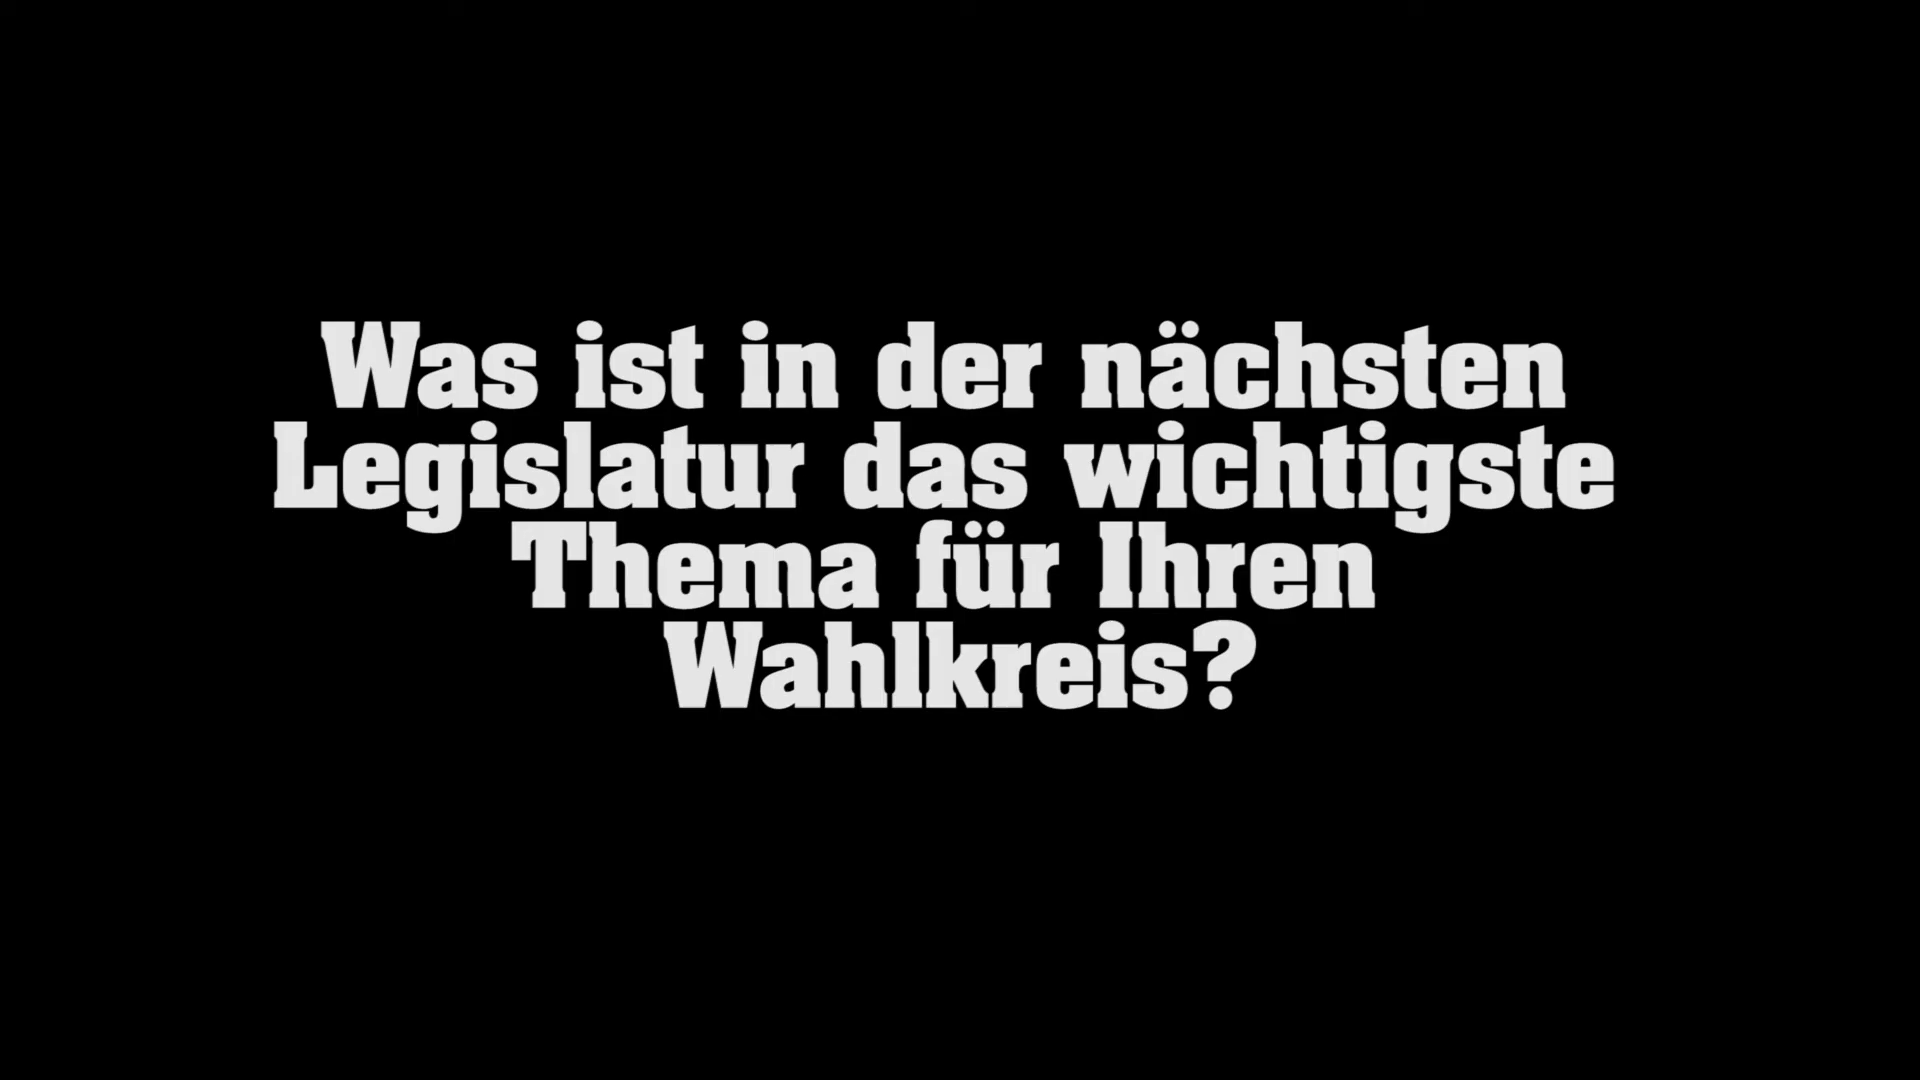 Was ist in der nächsten
Legislatur das wichtigste
Thema für Ihren
Wahlkreis?